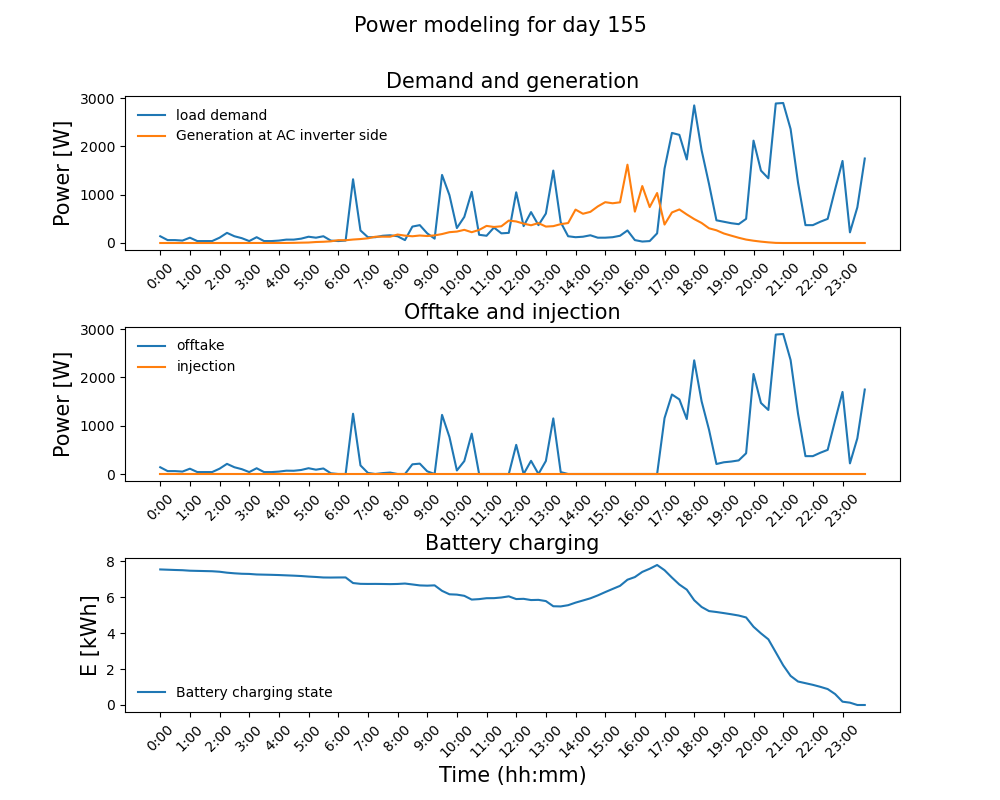 Power modeling for day 155
Demand and generation
Power [W]
3000
2000
1000
0
load demand
Generation at AC inverter side
0:00 1:00 2:00 3:00 4:00 5:00 6:00 7:00 8:00 9:00 10:00 11:00 12:00 13:00 14:00 15:00 16:00 17:00 18:00 19:00 20:00 21:00 22:00 23:00
Offtake and injection
Power [W]
3000
2000
1000
0
offtake
injection
0:00 1:00 2:00 3:00 4:00 5:00 6:00 7:00 8:00 9:00 10:00 11:00 12:00 13:00 14:00 15:00 16:00 17:00 18:00 19:00 20:00 21:00 22:00 23:00
Battery charging
E [kWh]
8
6
4
2
0
Battery charging state
0:00 1:00 2:00 3:00 4:00 5:00 6:00 7:00 8:00 9:00 10:00 11:00 12:00 13:00 14:00 15:00 16:00 17:00 18:00 19:00 20:00 21:00 22:00 23:00
Time (hh:mm)